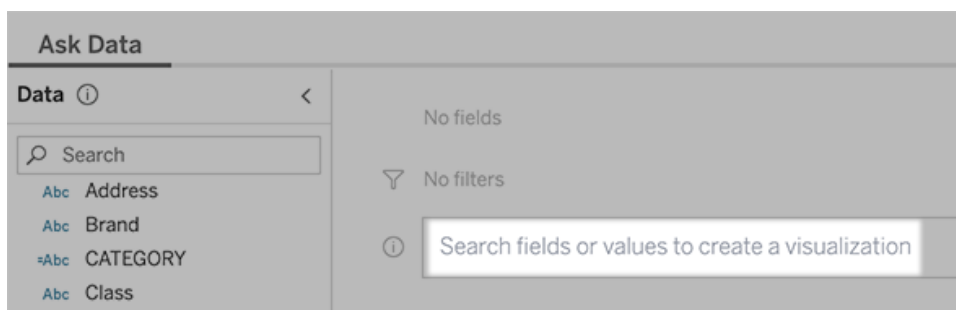 Ask Data
Data
Search
Abc Address
Abc Brand
=Abc CATEGORY
Abc Class
No fields
No filters
Search fields or values to create a visualization